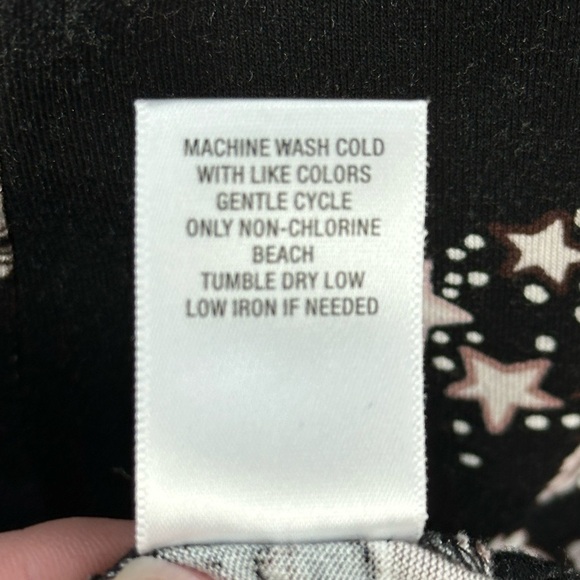 MACHINE WASH COLD
WITH LIKE COLORS
GENTLE CYCLE
ONLY NON-CHLORINE
BEACH
TUMBLE DRY LOW
LOW IRON IF NEEDED